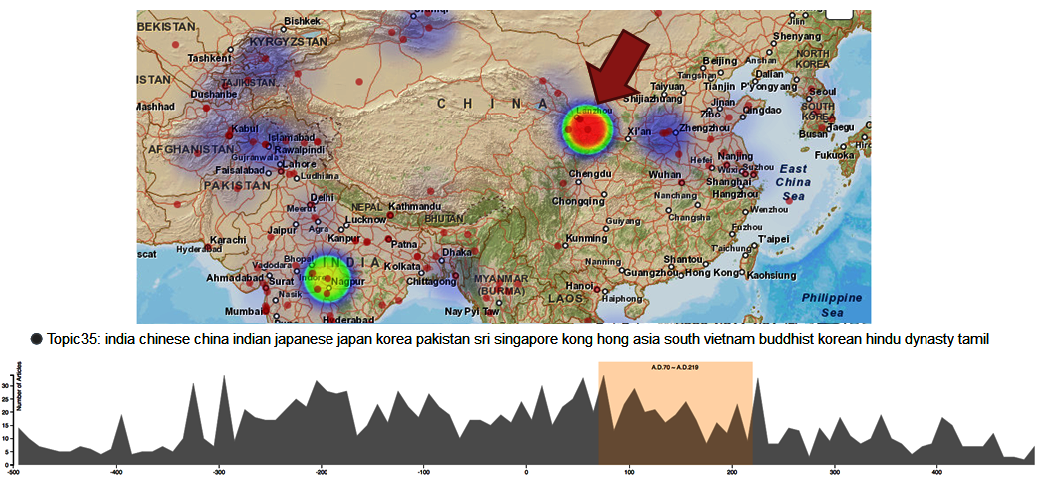 BEKISTAN
Bishkek
KYRGYZSTAN
Jilin
Shenyang
Tashkent
Beijing
Anshan
NORTH
KOREA
ISTAN
TAJIKISTAN
Tangshan
Dalian
Tianjin
P'yongyang
Dushanbe
CHINA
Taiyuan
Shijiazhuang
Seoul
Mashhad
Lanzhou
Jinan
Zibo
Qingdao
SOUTH
KOREA
Kabul
Islamabad
Xi'an
Zhengzhou
Taegu
Busan
AFGHANISTAN
Rawalpindi
Gujranwala
Lahore
Hefei
Nanjing
Fukuoka
Hiro
Faisalabad
Ludhiana
Chengdu
Wuhan
Wuxi
Suzhou
East
China
Sea
PAKISTAN
Shanghai
Delhi
NEPAL
Kathmandu
Chongqing
Nanchang
Hangzhou
Meerut
Lucknow
BHUTAN
Changsha
Wenzhou
Jaipur
Agra
Kanpur
Guiyang
Fuzhou
Karachi
Patna
Kunming
T'aichung
T'aipei
Hyderabad
scat
Dhaka
Bhopal
INDIA
Vadodara
Kolkata
Nanning
Shantou
Ahmadabad
Indore
Surat
Nagpur
Chittagong
MYANMAR
(BURMA)
Guangzhou
Hong Kong
Kaohsiung
Nasik
Hanoi
Haiphong
LAOS
Philippine
Sea
Mumbai
Hyderabad
Nay Pyi Taw
Topic35: india chinese china indian japanese japan korea pakistan sri singapore kong hong asia south vietnam buddhist korean hindu dynasty tamil
Number of Articles
A.D.70 ~ A.D.219
30
25
20
15
10
5
0
-500
-400
-300
-200
-100
0
100
200
300
400